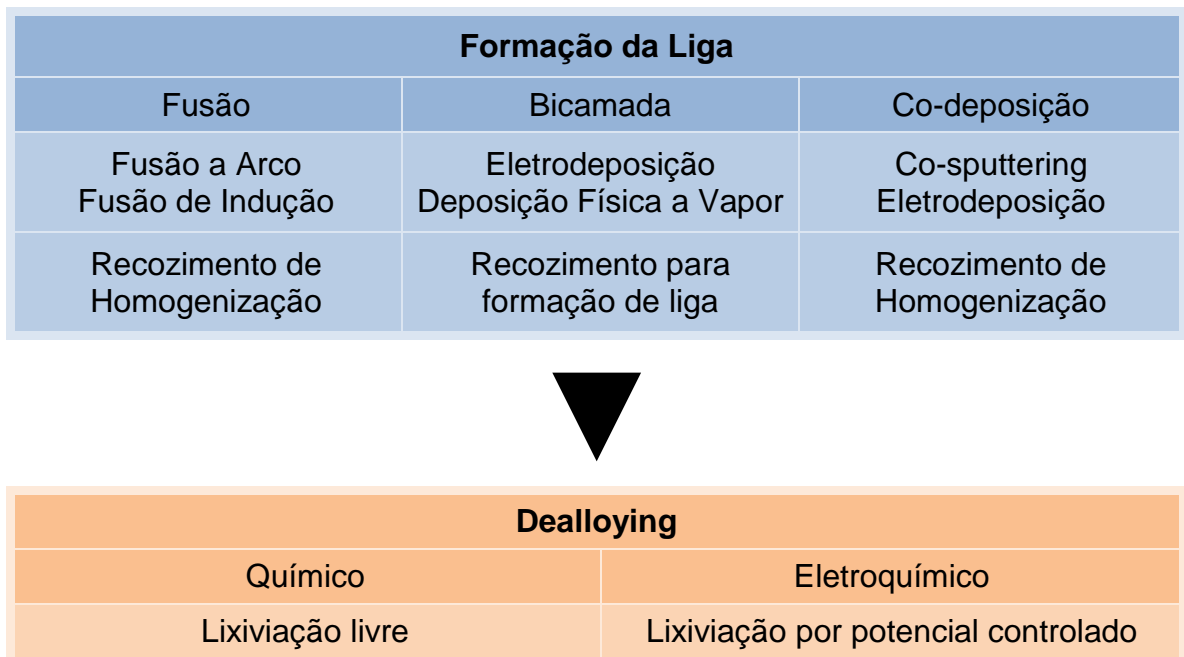 Formação da Liga
Fusão
Bicamada
Co-deposição
Fusão a Arco
Fusão de Indução
Eletrodeposição
Deposição Física a Vapor
Co-sputtering
Eletrodeposição
Recozimento de
Homogenização
Recozimento para
formação de liga
Recozimento de
Homogenização
Dealloying
Químico
Eletroquímico
Lixiviação livre
Lixiviação por potencial controlado